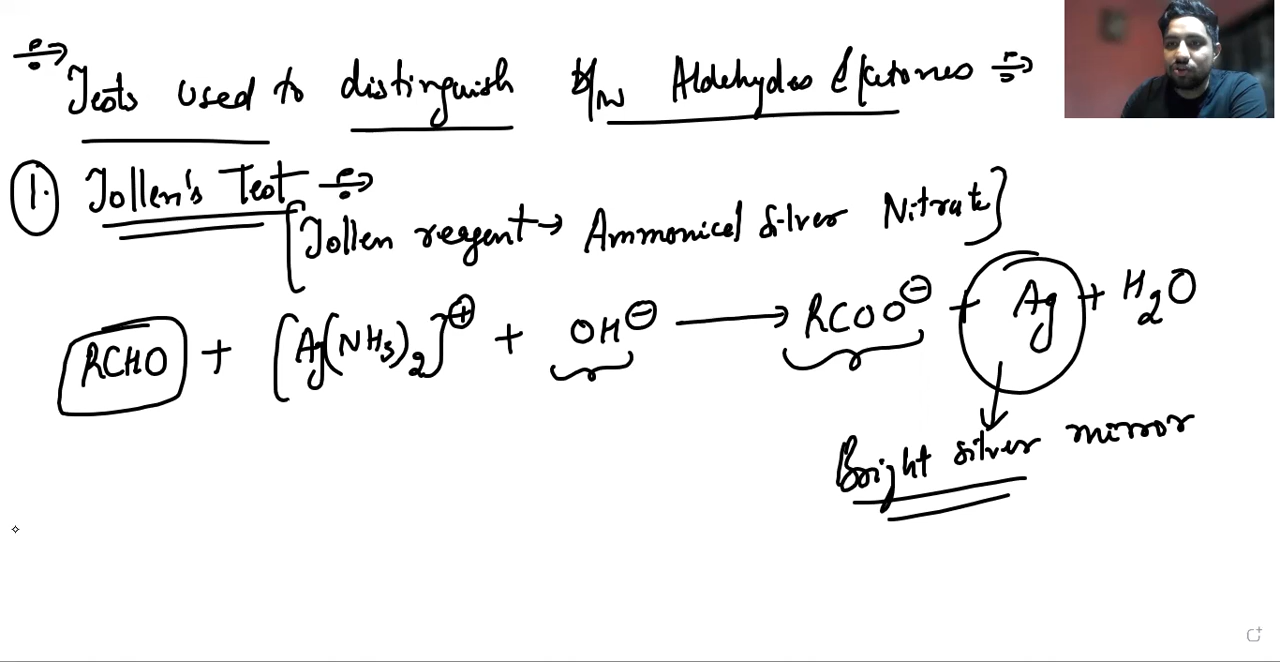 Tests used to distinguish b/w Aldehydes & ketones
1. Tollen's Test
[Tollen reagent → Ammonical Silver Nitrate]
RCHO + [Ag(NH3)2]⊕ + OH⊖ → RCOO⊖ + Ag + H2O
Bright silver mirror